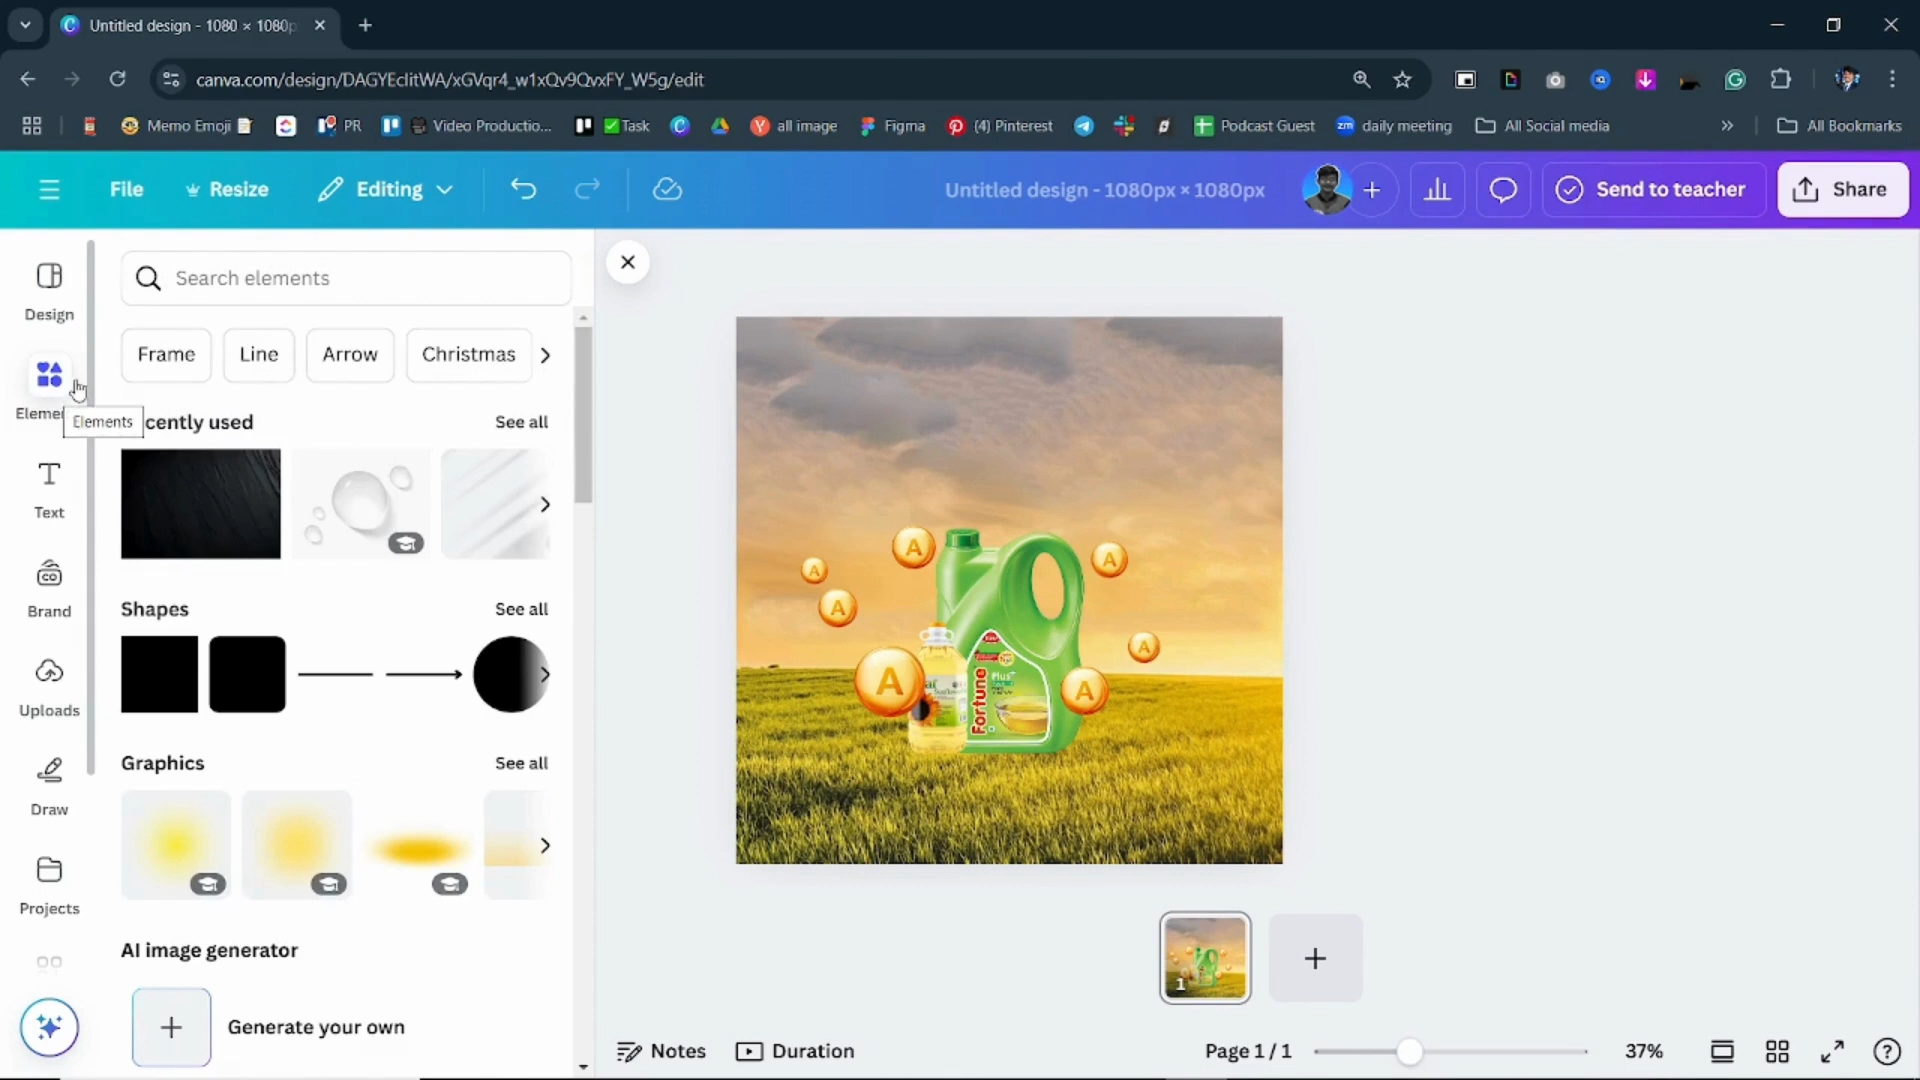 Untitled design - 1080 × 1080p
canva.com/design/DAGYEclitWA/xGVqr4_w1xQv9QvxFY_W5g/edit
Memo Emoji
PR
Video Productio...
Task
all image
Figma
(4) Pinterest
Podcast Guest
zm daily meeting
All Social media
All Bookmarks
File
Resize
Editing
Untitled design - 1080px × 1080px
Send to teacher
Share
Design
Search elements
Frame
Line
Arrow
Christmas
Elements
cently used
See all
Text
Brand
Shapes
See all
Uploads
Graphics
See all
Draw
Projects
AI image generator
Generate your own
A
A
A
A
A
A
A
Fortune
Plus
1
Notes
Duration
Page 1 / 1
37%